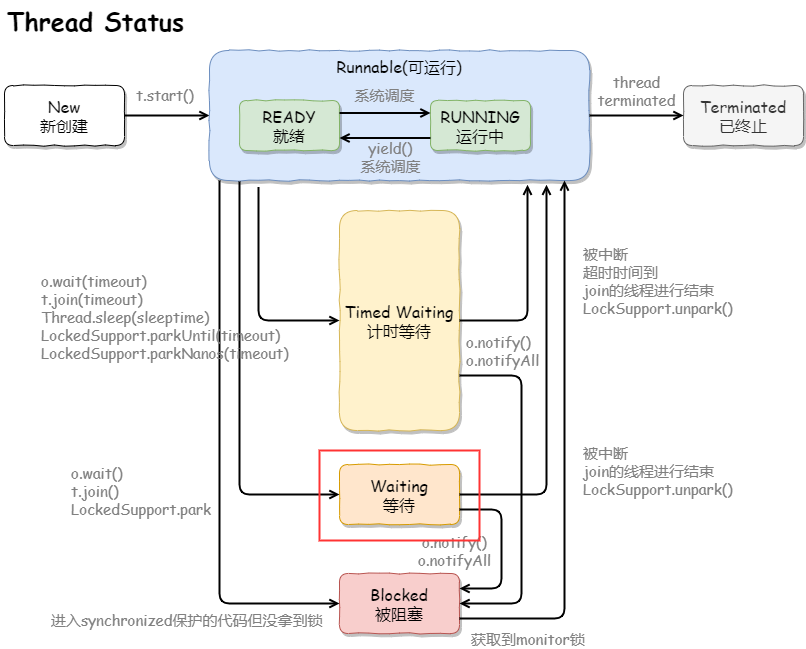 Thread Status
Runnable(可运行)
New
新创建
t.start()
READY
就绪
系统调度
RUNNING
运行中
yield()
系统调度
thread
terminated
Terminated
已终止
o.wait(timeout)
t.join(timeout)
Thread.sleep(sleeptime)
LockedSupport.parkUntil(timeout)
LockedSupport.parkNanos(timeout)
Timed Waiting
计时等待
被中断
超时时间到
join的线程进行结束
LockSupport.unpark()
o.notify()
o.notifyAll
o.wait()
t.join()
LockedSupport.park
Waiting
等待
被中断
join的线程进行结束
LockSupport.unpark()
o.notify()
o.notifyAll
Blocked
被阻塞
进入synchronized保护的代码但没拿到锁
获取到monitor锁